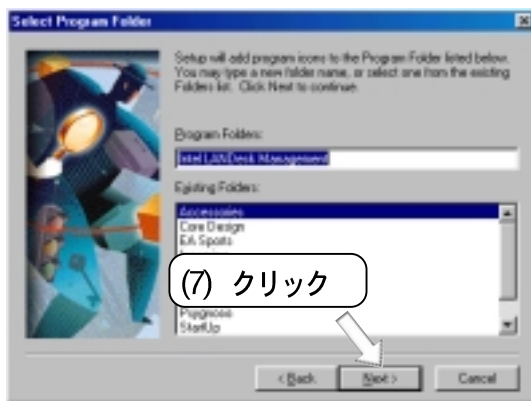 Select Program Folder
Setup will add program icons to the Program Folder listed below.
You may type a new folder name, or select one from the existing
Folders list. Click Next to continue.
Program Folders:
Intel LANDesk Management
Existing Folders:
Accessories
Core Design
EA Sports
(7) クリック
Psygnosis
StartUp
< Back
Next >
Cancel